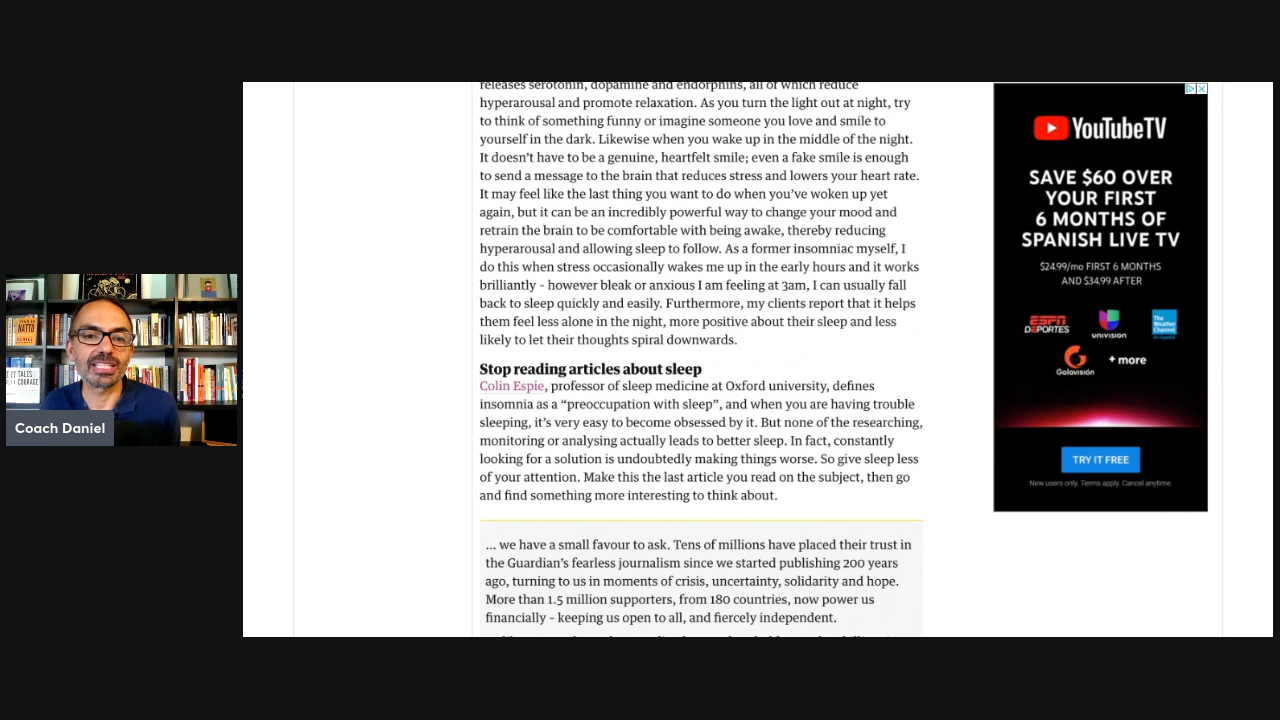 releases serotonin, dopamine and endorphins, all of which reduce
hyperarousal and promote relaxation. As you turn the light out at night, try
to think of something funny or imagine someone you love and smile to
yourself in the dark. Likewise when you wake up in the middle of the night.
It doesn't have to be a genuine, heartfelt smile; even a fake smile is enough
to send a message to the brain that reduces stress and lowers your heart rate.
It may feel like the last thing you want to do when you've woken up yet
again, but it can be an incredibly powerful way to change your mood and
retrain the brain to be comfortable with being awake, thereby reducing
hyperarousal and allowing sleep to follow. As a former insomniac myself, I
do this when stress occasionally wakes me up in the early hours and it works
brilliantly – however bleak or anxious I am feeling at 3am, I can usually fall
back to sleep quickly and easily. Furthermore, my clients report that it helps
them feel less alone in the night, more positive about their sleep and less
likely to let their thoughts spiral downwards.
Stop reading articles about sleep
Colin Espie, professor of sleep medicine at Oxford university, defines
insomnia as a “preoccupation with sleep”, and when you are having trouble
sleeping, it's very easy to become obsessed by it. But none of the researching,
monitoring or analysing actually leads to better sleep. In fact, constantly
looking for a solution is undoubtedly making things worse. So give sleep less
of your attention. Make this the last article you read on the subject, then go
and find something more interesting to think about.
... we have a small favour to ask. Tens of millions have placed their trust in
the Guardian's fearless journalism since we started publishing 200 years
ago, turning to us in moments of crisis, uncertainty, solidarity and hope.
More than 1.5 million supporters, from 180 countries, now power us
financially – keeping us open to all, and fiercely independent.
YouTubeTV
SAVE $60 OVER
YOUR FIRST
6 MONTHS OF
SPANISH LIVE TV
$24.99/mo FIRST 6 MONTHS
AND $34.99 AFTER
ESPN
DEPORTES
univision
The
Weather
Channel
Galavisión
+ more
TRY IT FREE
New users only. Terms apply. Cancel anytime.
NATTO
TALES
COURAGE
Coach Daniel